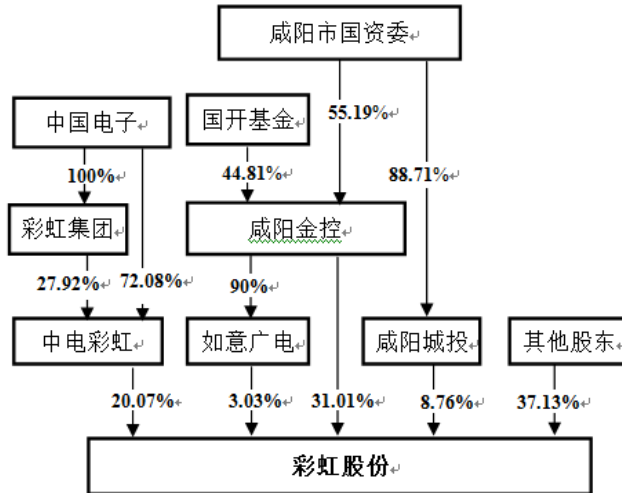 咸阳市国资委
中国电子
国开基金
55.19%
100%
44.81%
88.71%
彩虹集团
咸阳金控
27.92%
72.08%
90%
中电彩虹
如意广电
咸阳城投
其他股东
20.07%
3.03%
31.01%
8.76%
37.13%
彩虹股份